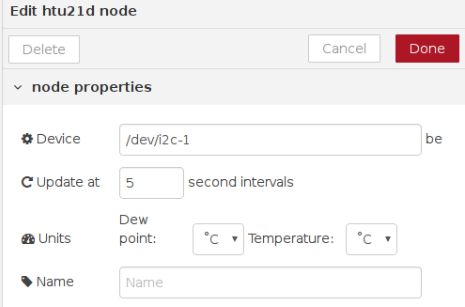 Edit htu21d node
Delete Cancel Done
node properties
Device /dev/i2c-1 be
Update at 5 second intervals
Units Dew point: °C Temperature: °C
Name Name